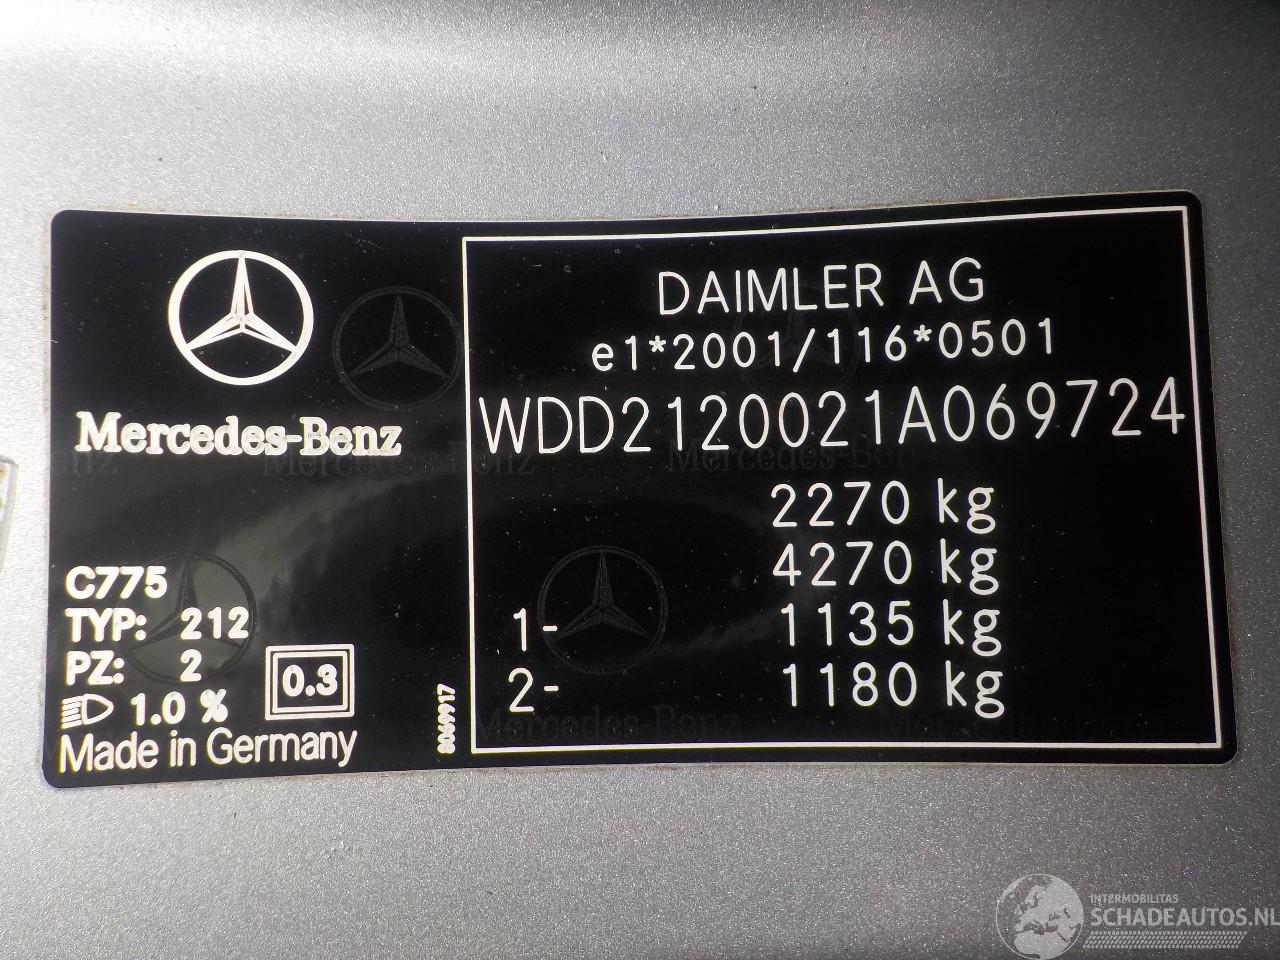 Mercedes-Benz
C775
TYP: 212
PZ: 2
1.0 %
0.3
Made in Germany
8069917
DAIMLER AG
e1*2001/116*0501
WDD2120021A069724
2270 kg
4270 kg
1- 1135 kg
2- 1180 kg
INTERMOBILITAS
SCHADEAUTOS.NL